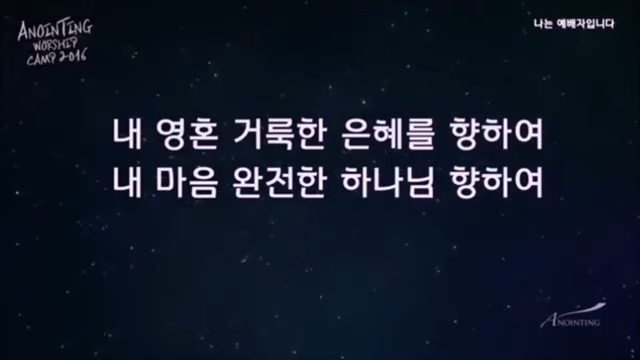 ANOINTING
WORSHIP
CAMP 2016
나는 예배자입니다
내 영혼 거룩한 은혜를 향하여
내 마음 완전한 하나님 향하여
ANOINTING